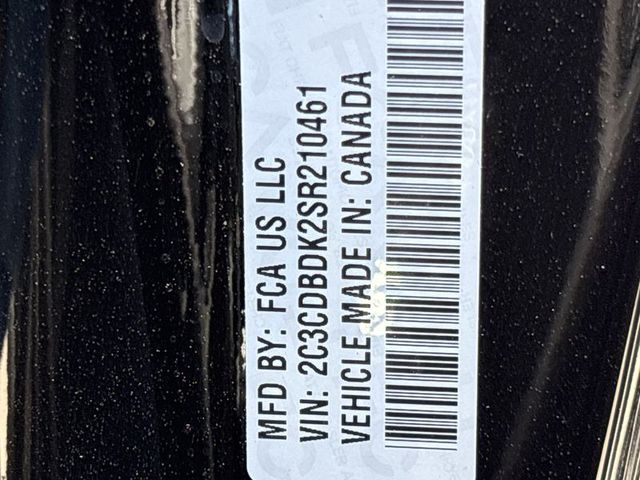 MFD BY: FCA US LLC
VIN: 2C3CDBDK2SR210461
VEHICLE MADE IN: CANADA